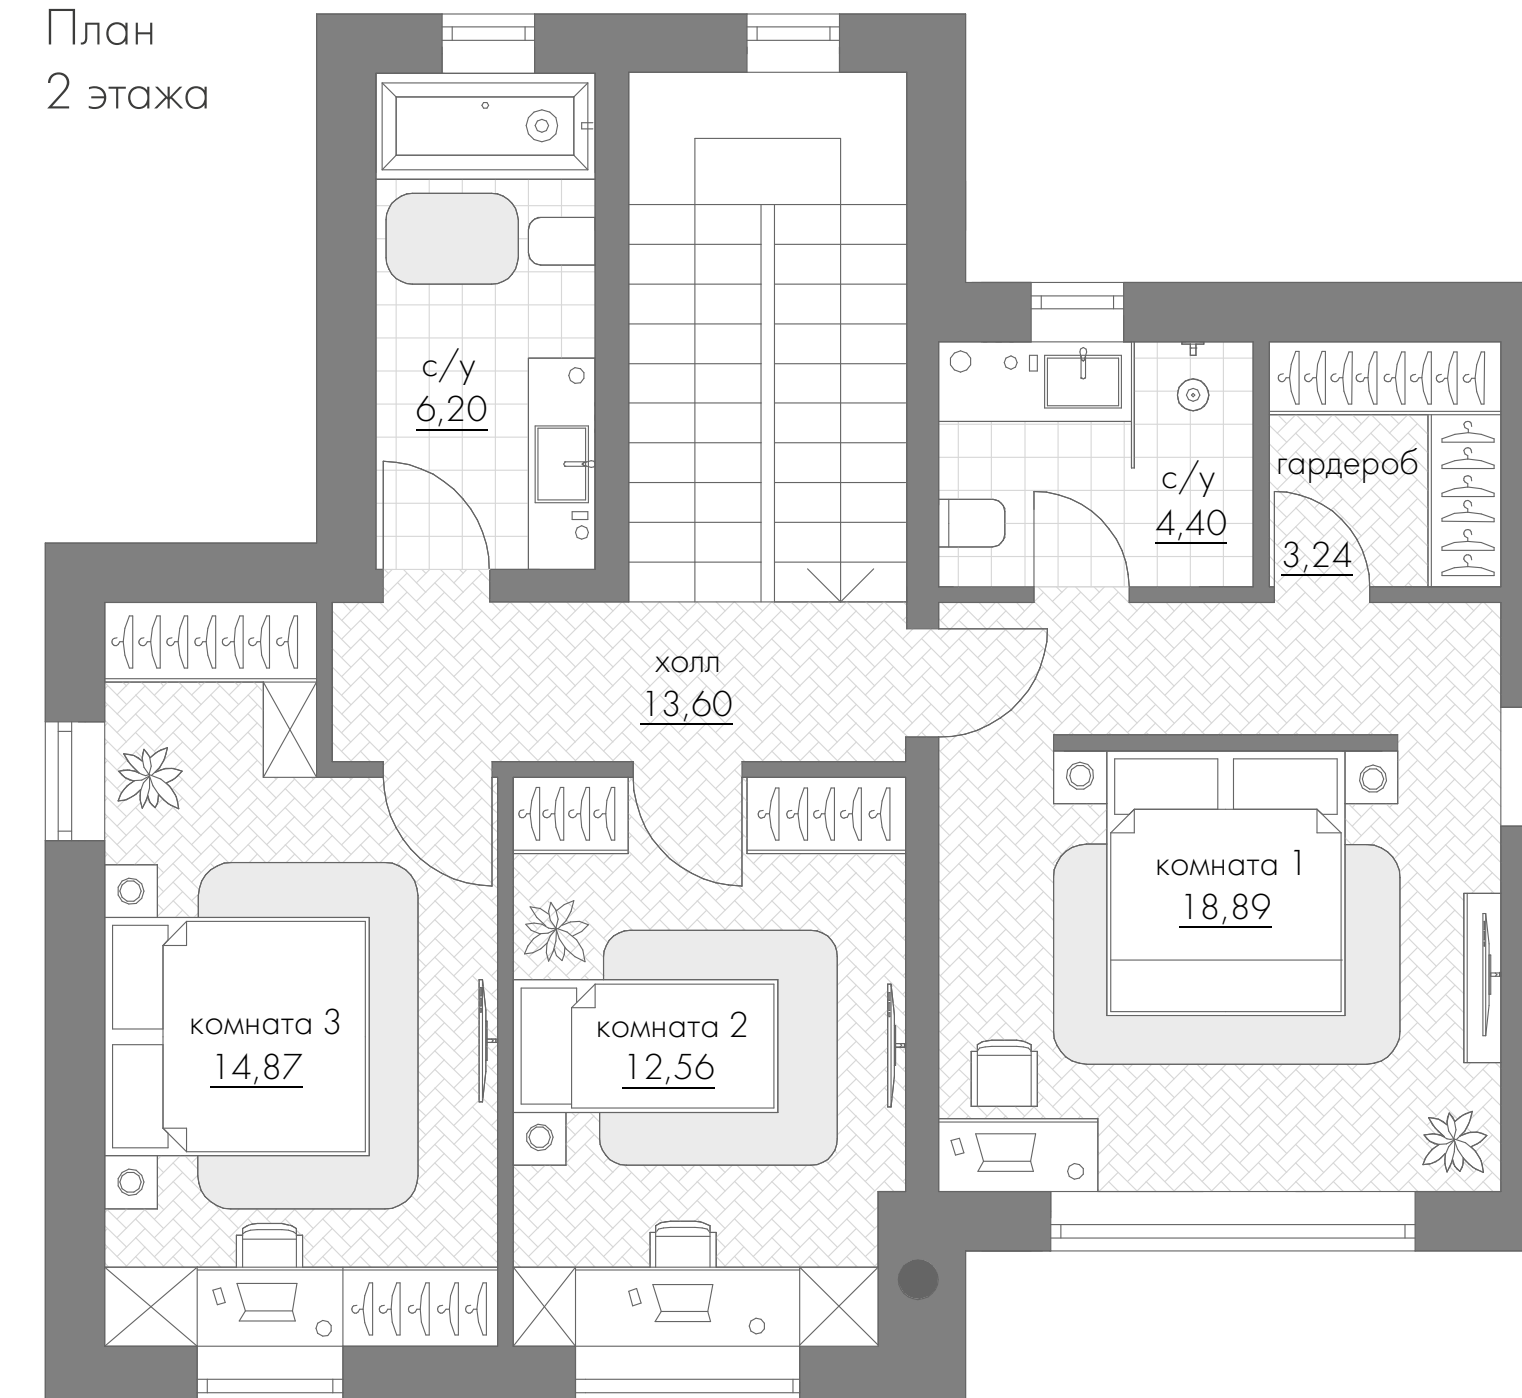 План
2 этажа
с/у
6,20
с/у
4,40
гардероб
3,24
холл
13,60
комната 1
18,89
комната 3
14,87
комната 2
12,56